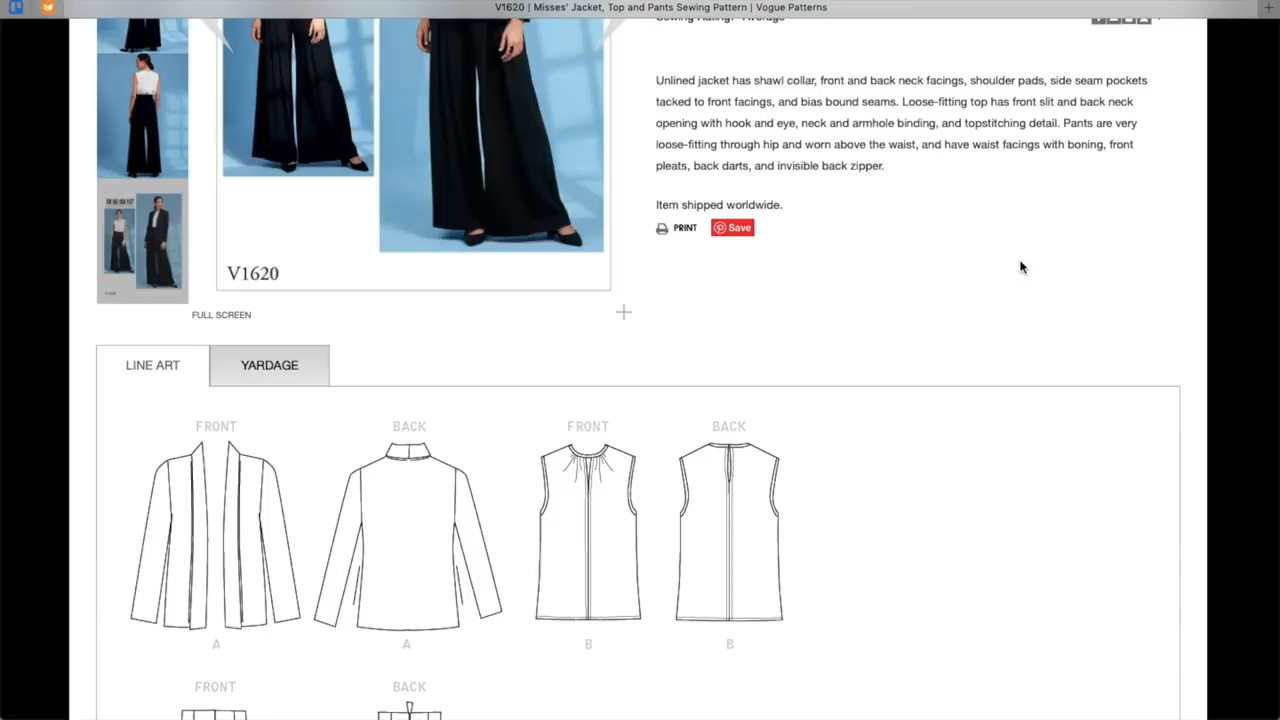 V1620 | Misses' Jacket, Top and Pants Sewing Pattern | Vogue Patterns
Sewing Rating: Average
Unlined jacket has shawl collar, front and back neck facings, shoulder pads, side seam pockets
tacked to front facings, and bias bound seams. Loose-fitting top has front slit and back neck
opening with hook and eye, neck and armhole binding, and topstitching detail. Pants are very
loose-fitting through hip and worn above the waist, and have waist facings with boning, front
pleats, back darts, and invisible back zipper.
Item shipped worldwide.
PRINT Save
V1620
FULL SCREEN
LINE ART YARDAGE
FRONT BACK FRONT BACK
A A B B
FRONT BACK